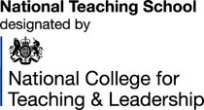 National Teaching School
designated by
National College for
Teaching & Leadership